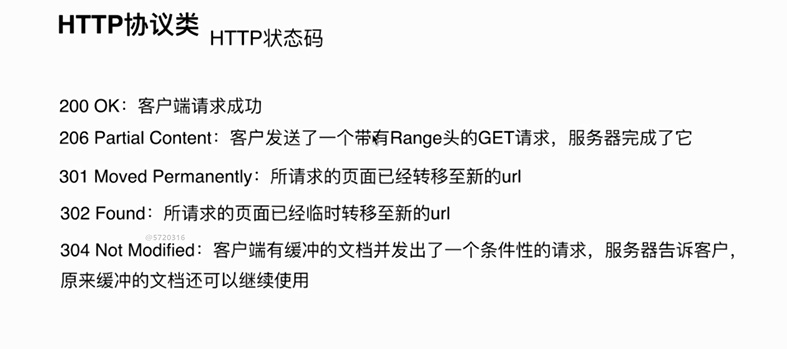 HTTP协议类
HTTP状态码
200 OK：客户端请求成功
206 Partial Content：客户发送了一个带有Range头的GET请求，服务器完成了它
301 Moved Permanently：所请求的页面已经转移至新的url
302 Found：所请求的页面已经临时转移至新的url
@5720316
304 Not Modified：客户端有缓冲的文档并发出了一个条件性的请求，服务器告诉客户，
原来缓冲的文档还可以继续使用